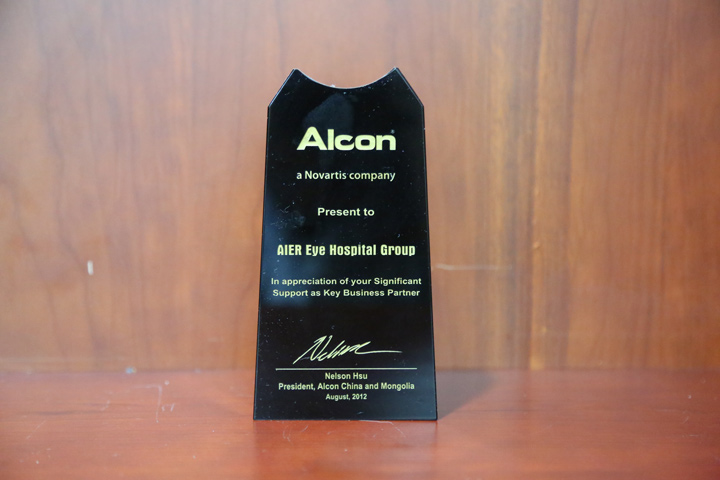 Alcon®
a Novartis company
Present to
AIER Eye Hospital Group
In appreciation of your Significant
Support as Key Business Partner
Nelson
Nelson Hsu
President, Alcon China and Mongolia
August, 2012